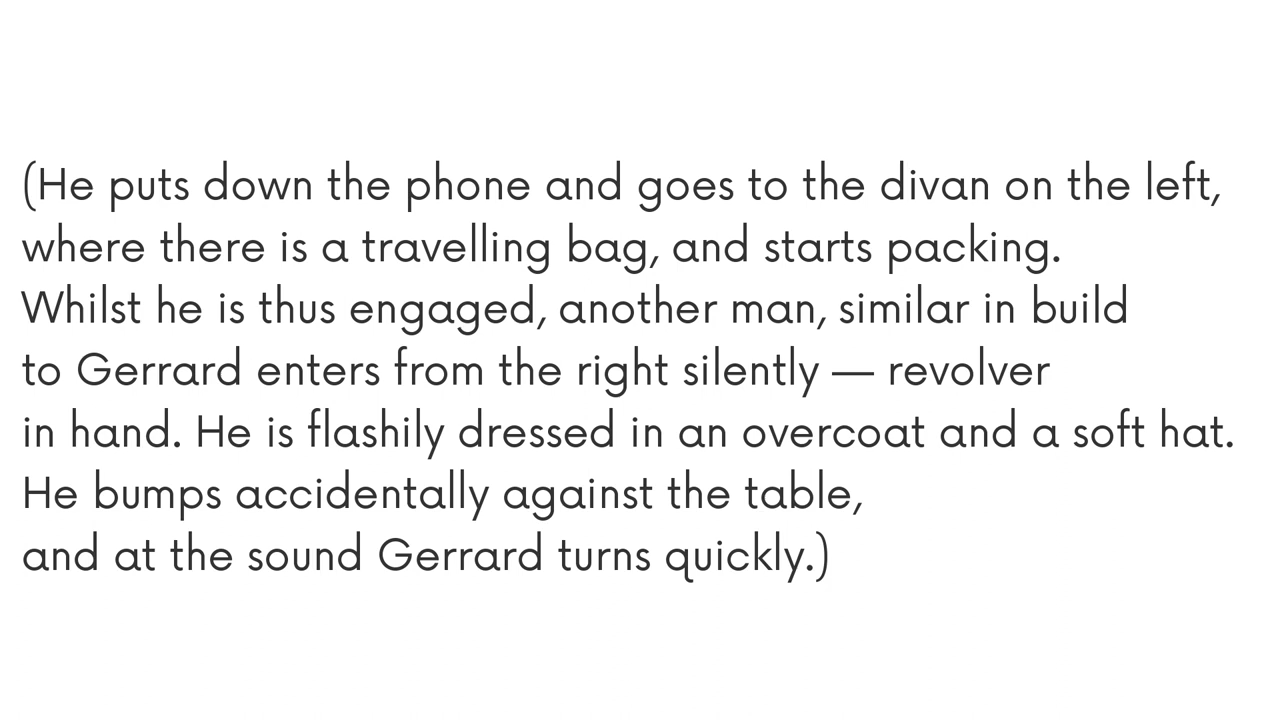 (He puts down the phone and goes to the divan on the left,
where there is a travelling bag, and starts packing.
Whilst he is thus engaged, another man, similar in build
to Gerrard enters from the right silently — revolver
in hand. He is flashily dressed in an overcoat and a soft hat.
He bumps accidentally against the table,
and at the sound Gerrard turns quickly.)